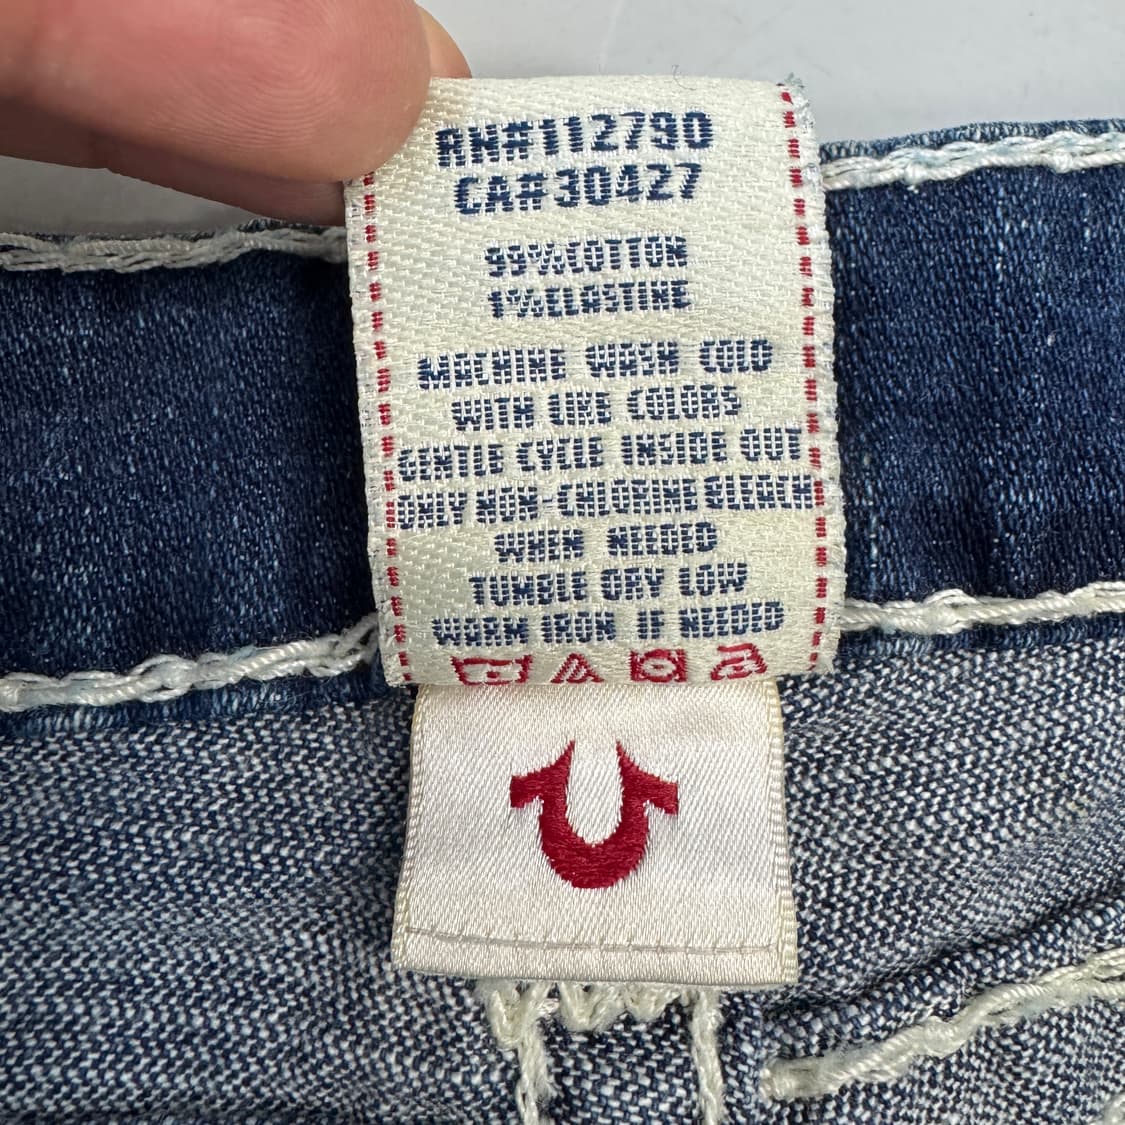 RN#112790
CA#30427
99%COTTON
1%ELASTINE
MACHINE WASH COLD
WITH LIKE COLORS
GENTLE CYCLE INSIDE OUT
ONLY NON-CHLORINE BLEACH
WHEN NEEDED
TUMBLE DRY LOW
WARM IRON IF NEEDED